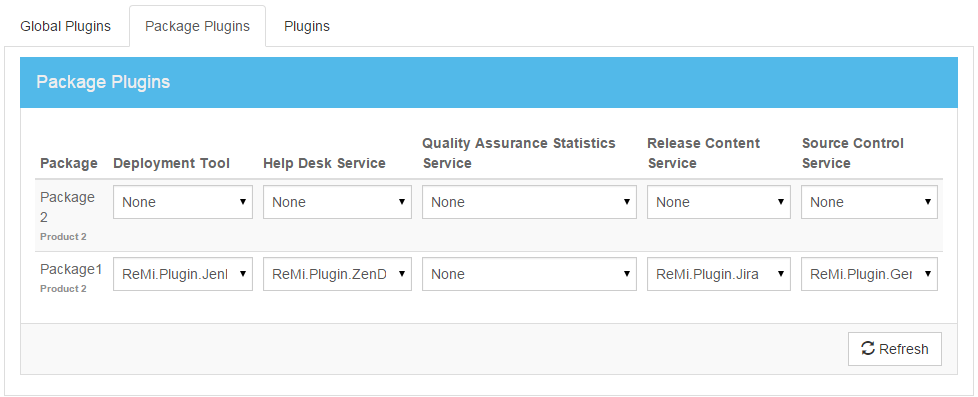 Global Plugins Package Plugins Plugins
Package Plugins
Quality Assurance Statistics Release Content Source Control
Package Deployment Tool Help Desk Service Service Service Service
Package None None None None None
2
Product 2
Package1 ReMi.Plugin.Jenl ReMi.Plugin.ZenD None ReMi.Plugin.Jira ReMi.Plugin.Ger
Product 2
Refresh